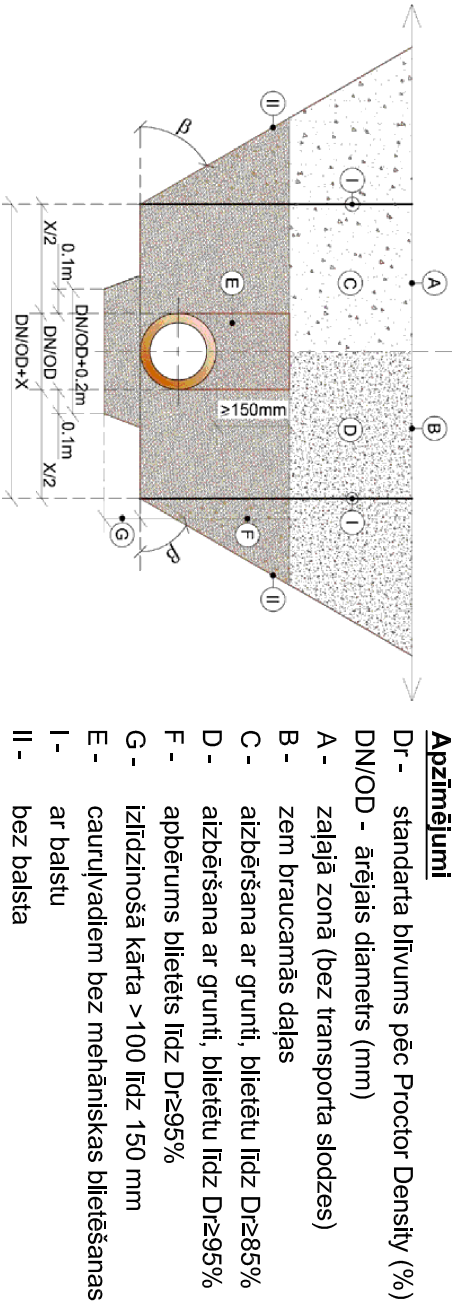 A
B
I
C
D
I
II
II
β
E
≥150mm
F
β
G
0.1m
DN/OD+0.2m
0.1m
X/2
DN/OD
X/2
DN/OD+X
Apzīmējumi
Dr - standarta blīvums pēc Proctor Density (%)
DN/OD - ārējais diametrs (mm)
A - zaļajā zonā (bez transporta slodzes)
B - zem braucamās daļas
C - aizbēršana ar grunti, blietētu līdz Dr≥85%
D - aizbēršana ar grunti, blietētu līdz Dr≥95%
F - apbērums blietēts līdz Dr≥95%
G - izlīdzinošā kārta >100 līdz 150 mm
E - cauruļvadiem bez mehāniskas blietēšanas
I - ar balstu
II - bez balsta